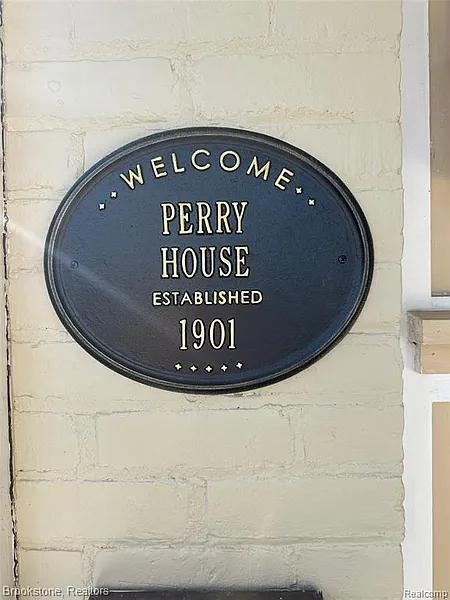 WELCOME
PERRY
HOUSE
ESTABLISHED
1901
Brookstone, Realtors
Realcomp